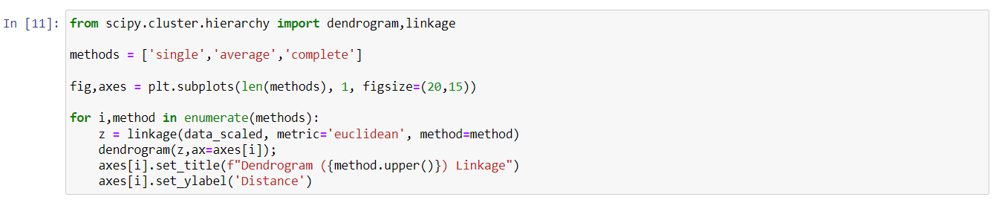 In [11]: from scipy.cluster.hierarchy import dendrogram,linkage
methods = ['single','average','complete']
fig,axes = plt.subplots(len(methods), 1, figsize=(20,15))
for i,method in enumerate(methods):
    z = linkage(data_scaled, metric='euclidean', method=method)
    dendrogram(z,ax=axes[i]);
    axes[i].set_title(f"Dendrogram ({method.upper()}) Linkage")
    axes[i].set_ylabel('Distance')